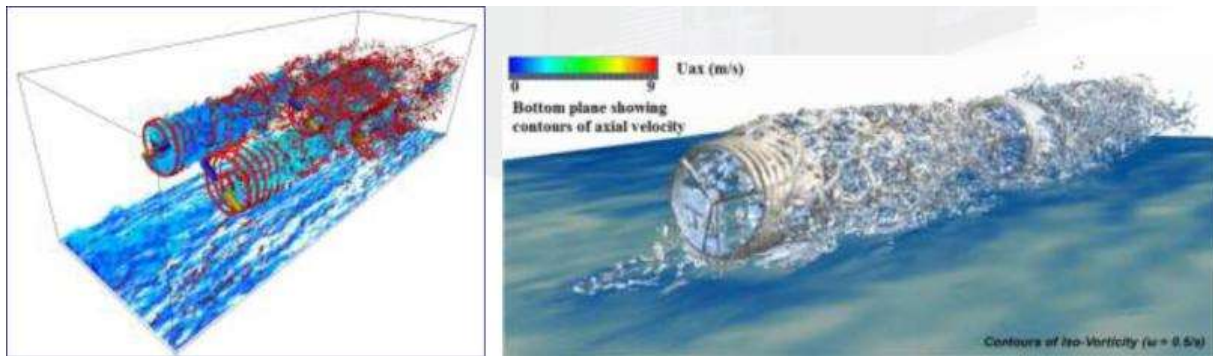 Uax (m/s)
0 9
Bottom plane showing
contours of axial velocity
Contours of Iso-Vorticity (ω = 0.5/s)